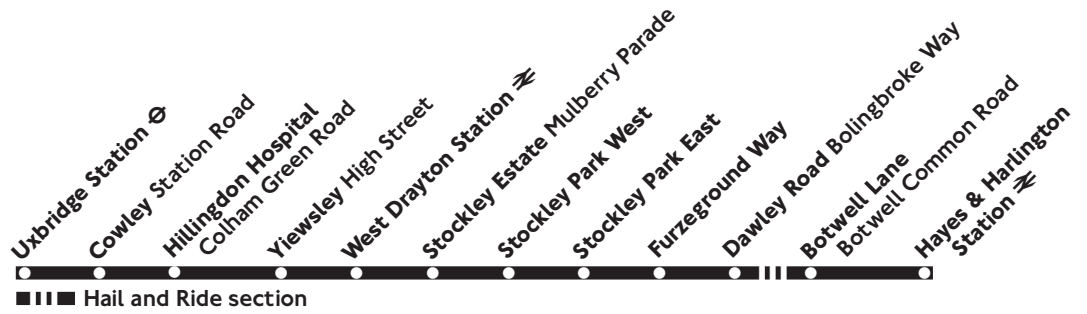 Uxbridge Station
Cowley Station Road
Hillingdon Hospital
Colham Green Road
Yiewsley High Street
West Drayton Station
Stockley Estate Mulberry Parade
Stockley Park West
Stockley Park East
Furzeground Way
Dawley Road Bolingbroke Way
Botwell Lane
Botwell Common Road
Hayes & Harlington
Station
Hail and Ride section